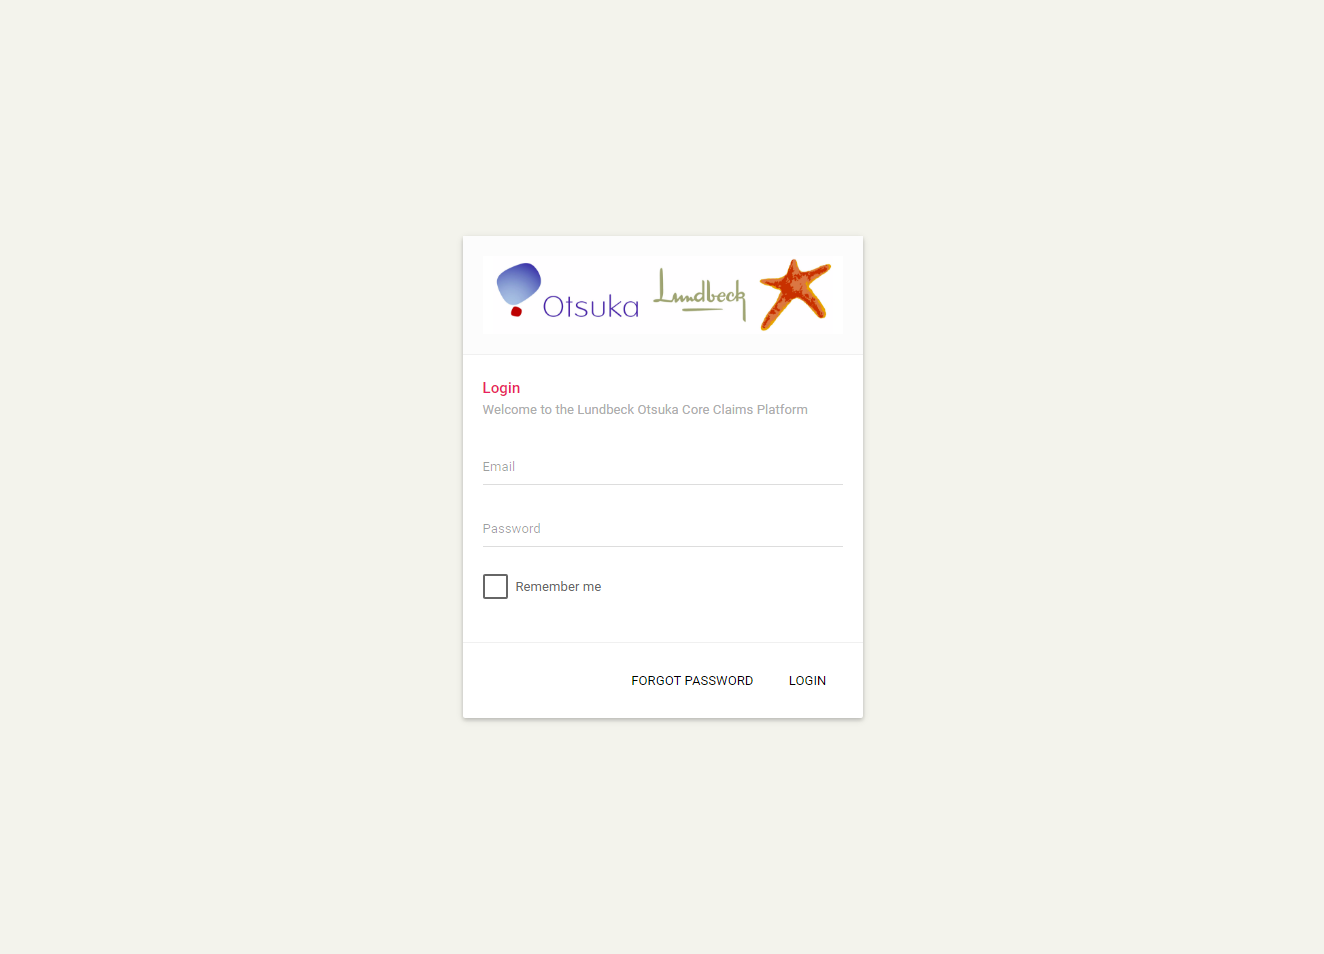 Otsuka Lundbeck
Login
Welcome to the Lundbeck Otsuka Core Claims Platform
Email
Password
Remember me
FORGOT PASSWORD LOGIN